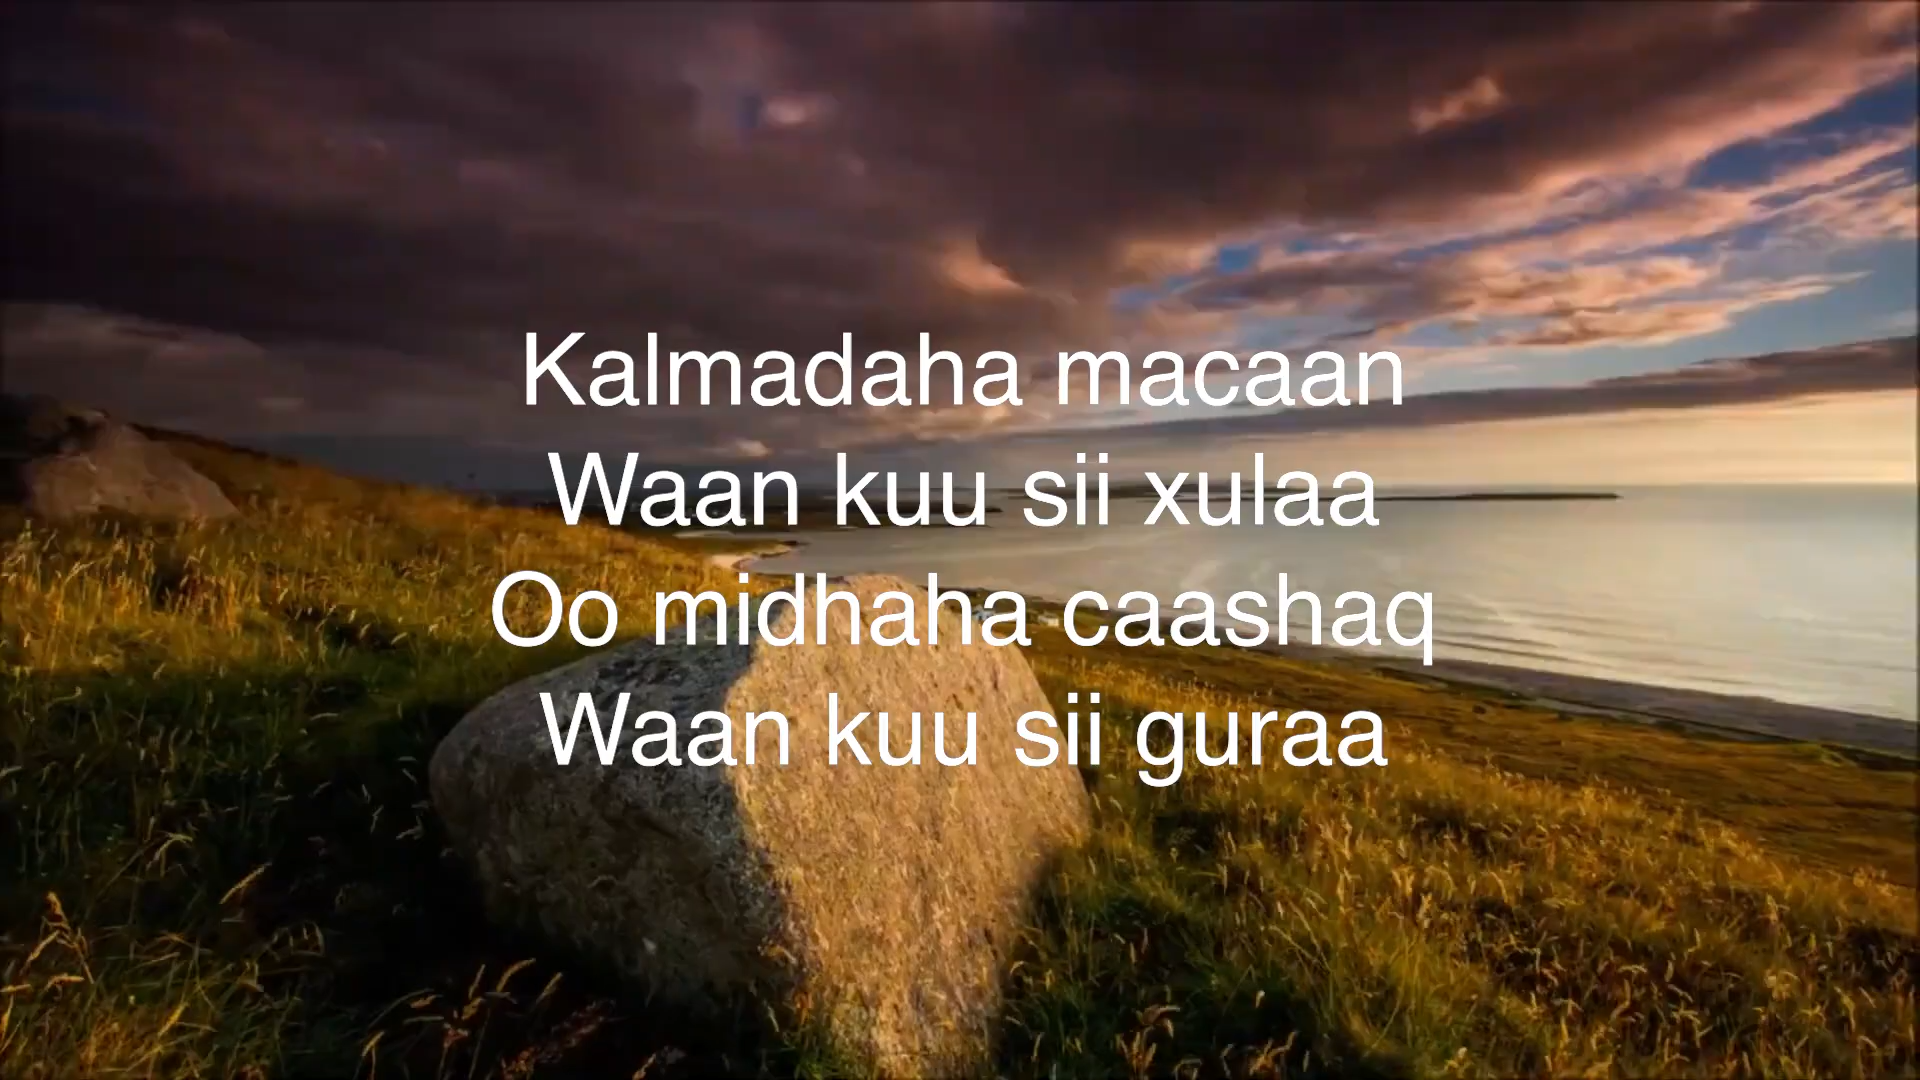 Kalmadaha macaan
Waan kuu sii xulaa
Oo midhaha caashaq
Waan kuu sii guraa